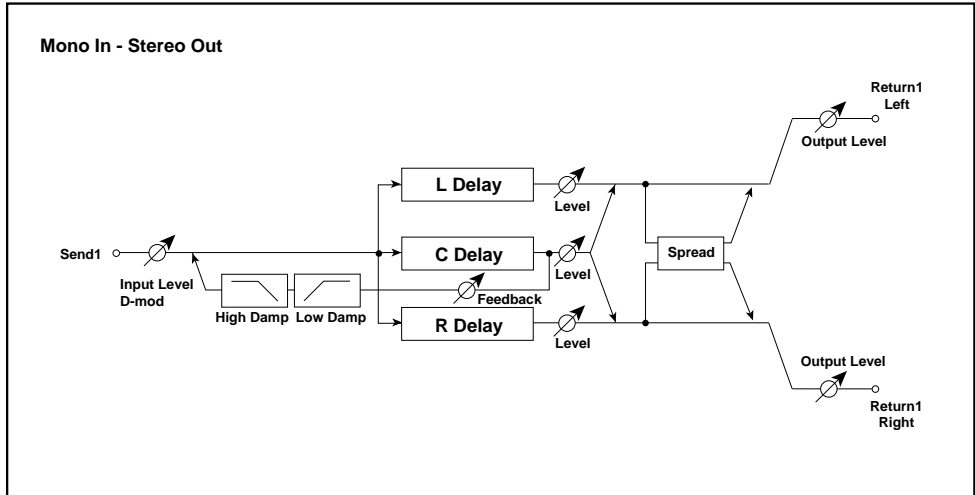 Mono In - Stereo Out
Return1
Left
Output Level
L Delay
Level
Send1
Input Level
D-mod
C Delay
Level
Spread
High Damp
Low Damp
Feedback
R Delay
Level
Output Level
Return1
Right